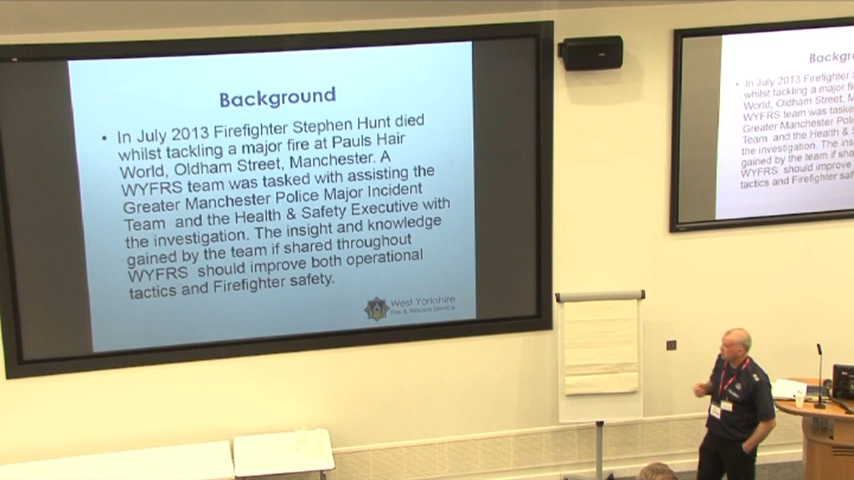 Background
• In July 2013 Firefighter Stephen Hunt died
whilst tackling a major fire at Pauls Hair
World, Oldham Street, Manchester. A
WYFRS team was tasked with assisting the
Greater Manchester Police Major Incident
Team and the Health & Safety Executive with
the investigation. The insight and knowledge
gained by the team if shared throughout
WYFRS should improve both operational
tactics and Firefighter safety.
West Yorkshire
Fire & Rescue Service
Backgr
• In July 2013 Firefighter
whilst tackling a major fi
World, Oldham Street, M
WYFRS team was tasked
Greater Manchester Poli
Team and the Health & S
the investigation. The ins
gained by the team if shar
WYFRS should improve
tactics and Firefighter saf